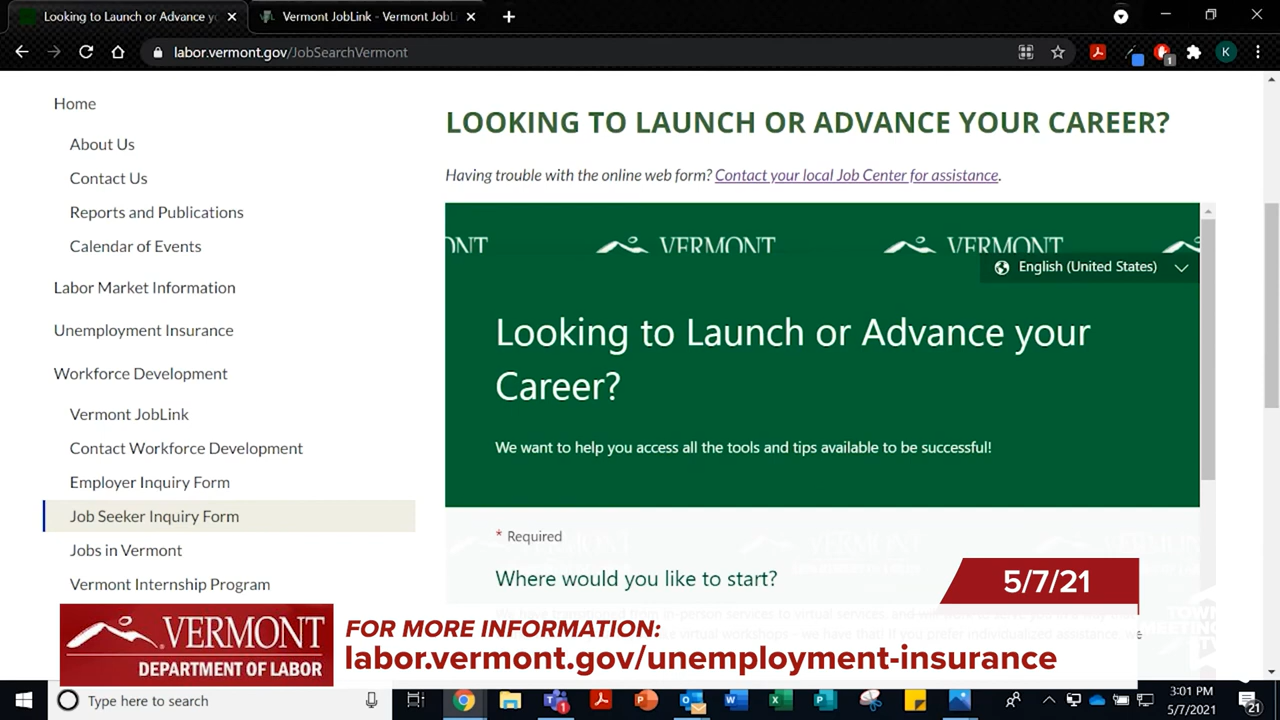 Looking to Launch or Advance yo
Vermont JobLink - Vermont JobLi
labor.vermont.gov/JobSearchVermont
1
K
Home
About Us
Contact Us
Reports and Publications
Calendar of Events
Labor Market Information
Unemployment Insurance
Workforce Development
Vermont JobLink
Contact Workforce Development
Employer Inquiry Form
Job Seeker Inquiry Form
Jobs in Vermont
Vermont Internship Program
LOOKING TO LAUNCH OR ADVANCE YOUR CAREER?
Having trouble with the online web form? Contact your local Job Center for assistance.
ONT VERMONT VERMONT
English (United States)
Looking to Launch or Advance your
Career?
We want to help you access all the tools and tips available to be successful!
* Required
Where would you like to start?
5/7/21
VERMONT
DEPARTMENT OF LABOR
FOR MORE INFORMATION:
labor.vermont.gov/unemployment-insurance
TOWN
MEETING
Type here to search
3:01 PM
5/7/2021
21